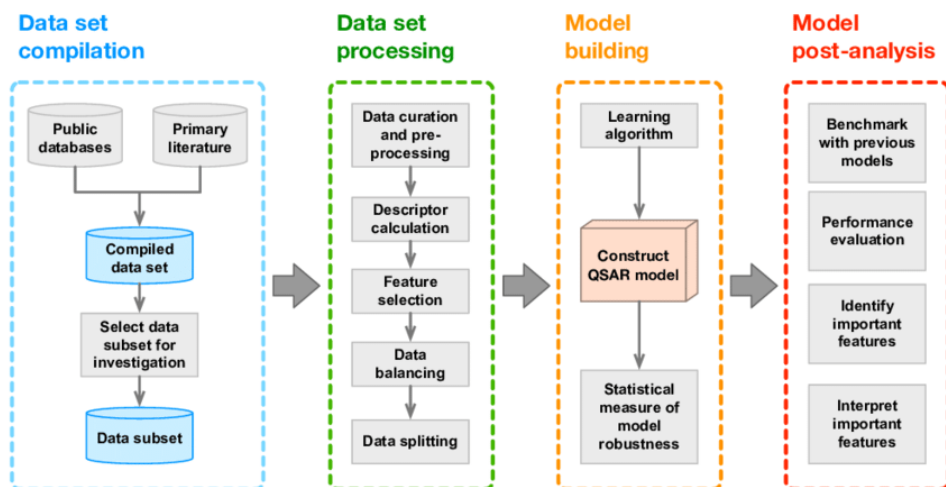 Data set
compilation
Public
databases
Primary
literature
Compiled
data set
Select data
subset for
investigation
Data subset
Data set
processing
Data curation
and pre-
processing
Descriptor
calculation
Feature
selection
Data
balancing
Data splitting
Model
building
Learning
algorithm
Construct
QSAR model
Statistical
measure of
model
robustness
Model
post-analysis
Benchmark
with previous
models
Performance
evaluation
Identify
important
features
Interpret
important
features